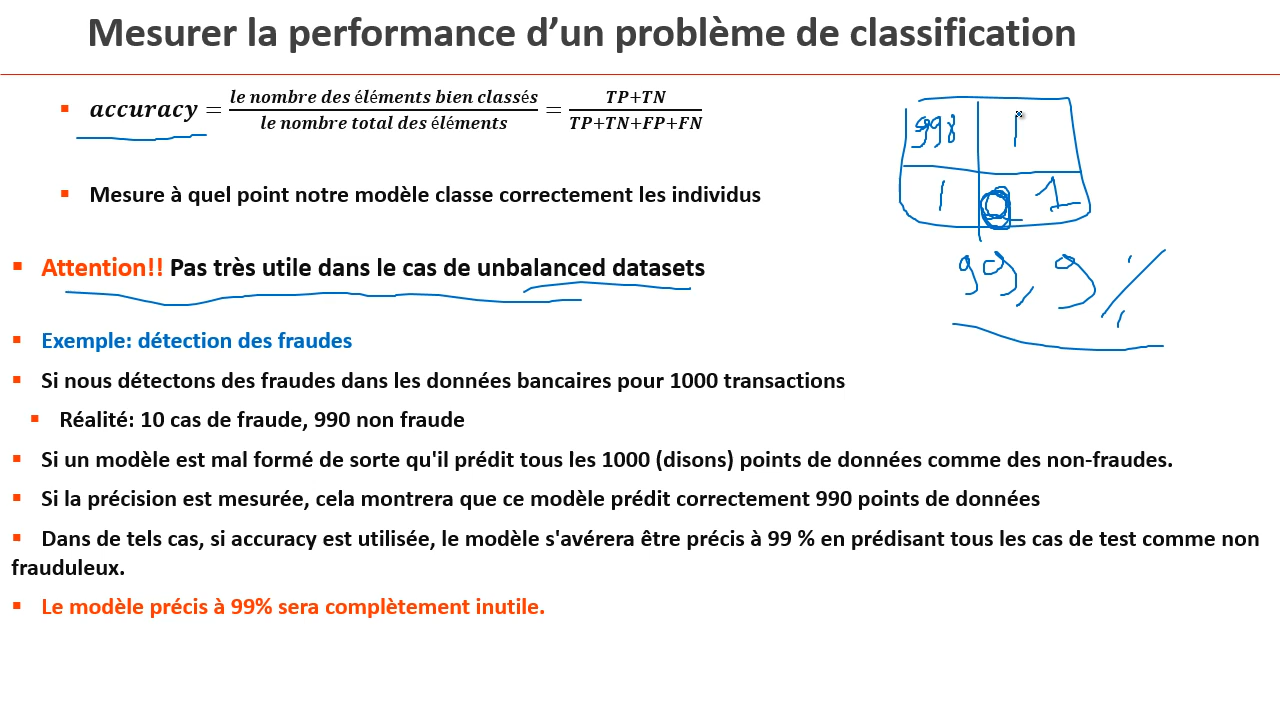 Mesurer la performance d’un problème de classification
accuracy = le nombre des éléments bien classés / le nombre total des éléments = TP+TN / TP+TN+FP+FN
998 1
1 1
Mesure à quel point notre modèle classe correctement les individus
Attention!! Pas très utile dans le cas de unbalanced datasets
99,9%
Exemple: détection des fraudes
Si nous détectons des fraudes dans les données bancaires pour 1000 transactions
Réalité: 10 cas de fraude, 990 non fraude
Si un modèle est mal formé de sorte qu'il prédit tous les 1000 (disons) points de données comme des non-fraudes.
Si la précision est mesurée, cela montrera que ce modèle prédit correctement 990 points de données
Dans de tels cas, si accuracy est utilisée, le modèle s'avérera être précis à 99 % en prédisant tous les cas de test comme non
frauduleux.
Le modèle précis à 99% sera complètement inutile.